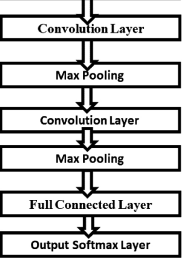 Convolution Layer
Max Pooling
Convolution Layer
Max Pooling
Full Connected Layer
Output Softmax Layer